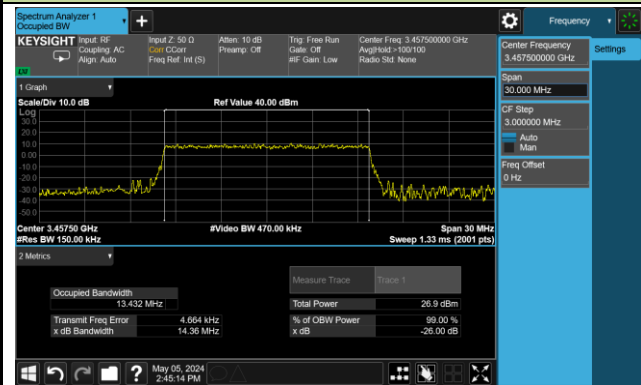 Spectrum Analyzer 1
Occupied BW
Frequency
KEYSIGHT
Input: RF
Coupling: AC
Align: Auto
Input Z: 50 Ω
Corr CCorr
Freq Ref: Int (S)
Atten: 10 dB
Preamp: Off
Trig: Free Run
Gate: Off
#IF Gain: Low
Center Freq: 3.457500000 GHz
Avg|Hold:>100/100
Radio Std: None
Center Frequency
3.457500000 GHz
Settings
Span
30.000 MHz
CF Step
3.000000 MHz
Auto
Man
Freq Offset
0 Hz
1 Graph
Scale/Div 10.0 dB
Ref Value 40.00 dBm
Log
30.0
20.0
10.0
0.00
-10.0
-20.0
-30.0
-40.0
-50.0
Center 3.45750 GHz
#Video BW 470.00 kHz
Span 30 MHz
#Res BW 150.00 kHz
Sweep 1.33 ms (2001 pts)
2 Metrics
Measure Trace
Trace 1
Occupied Bandwidth
13.432 MHz
Total Power
26.9 dBm
Transmit Freq Error
4.664 kHz
% of OBW Power
99.00 %
x dB Bandwidth
14.36 MHz
x dB
-26.00 dB
?
May 05, 2024
2:45:14 PM